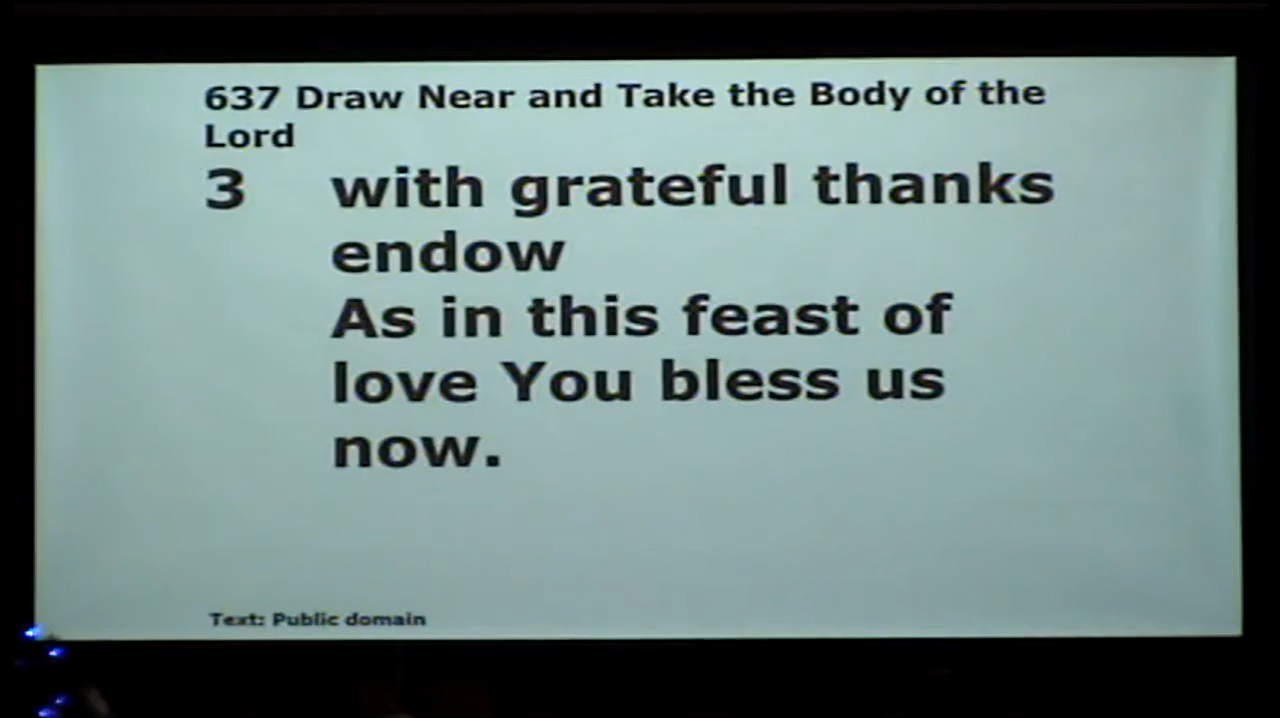 637 Draw Near and Take the Body of the
Lord
3 with grateful thanks
endow
As in this feast of
love You bless us
now.
Text: Public domain